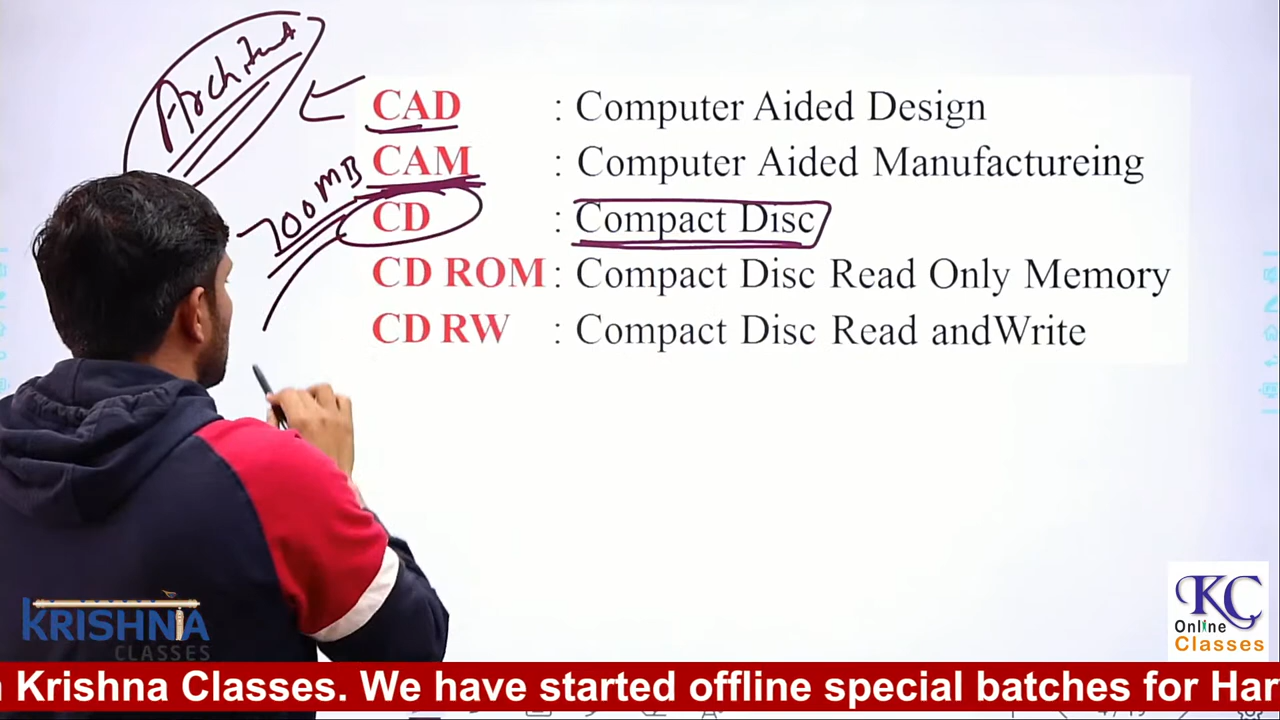 Architect
CAD : Computer Aided Design
CAM : Computer Aided Manufactureing
700 MB
CD : Compact Disc
CD ROM : Compact Disc Read Only Memory
CD RW : Compact Disc Read andWrite
KRISHNA
CLASSES
KC
Online
Classes
Krishna Classes. We have started offline special batches for Har